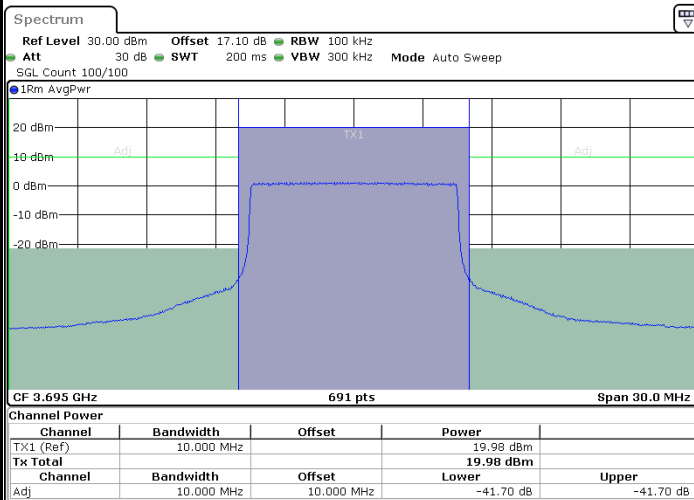 Spectrum
Ref Level 30.00 dBm Offset 17.10 dB RBW 100 kHz
Att 30 dB SWT 200 ms VBW 300 kHz Mode Auto Sweep
SGL Count 100/100
1Rm AvgPwr
20 dBm
TX1
Adj Adj
10 dBm
0 dBm
-10 dBm
-20 dBm
CF 3.695 GHz 691 pts Span 30.0 MHz
Channel Power
Channel Bandwidth Offset Power
TX1 (Ref) 10.000 MHz 19.98 dBm
Tx Total 19.98 dBm
Channel Bandwidth Offset Lower Upper
Adj 10.000 MHz 10.000 MHz -41.70 dB -41.70 dB